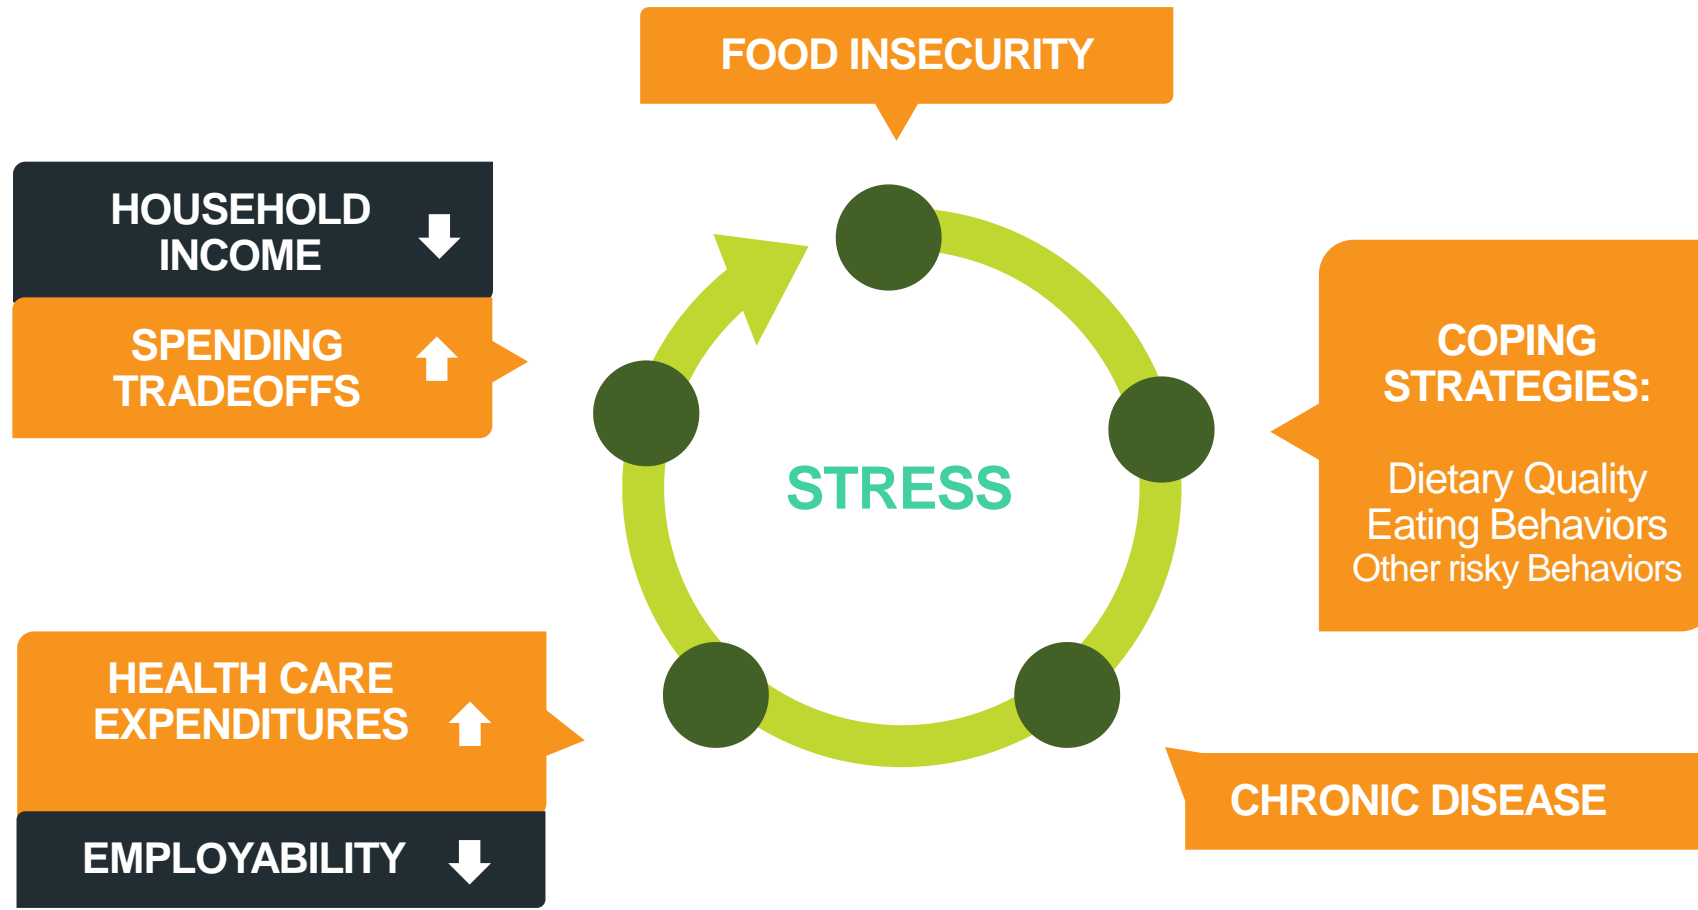 FOOD INSECURITY
HOUSEHOLD
INCOME
SPENDING
TRADEOFFS
COPING
STRATEGIES:
Dietary Quality
Eating Behaviors
Other risky Behaviors
STRESS
HEALTH CARE
EXPENDITURES
EMPLOYABILITY
CHRONIC DISEASE